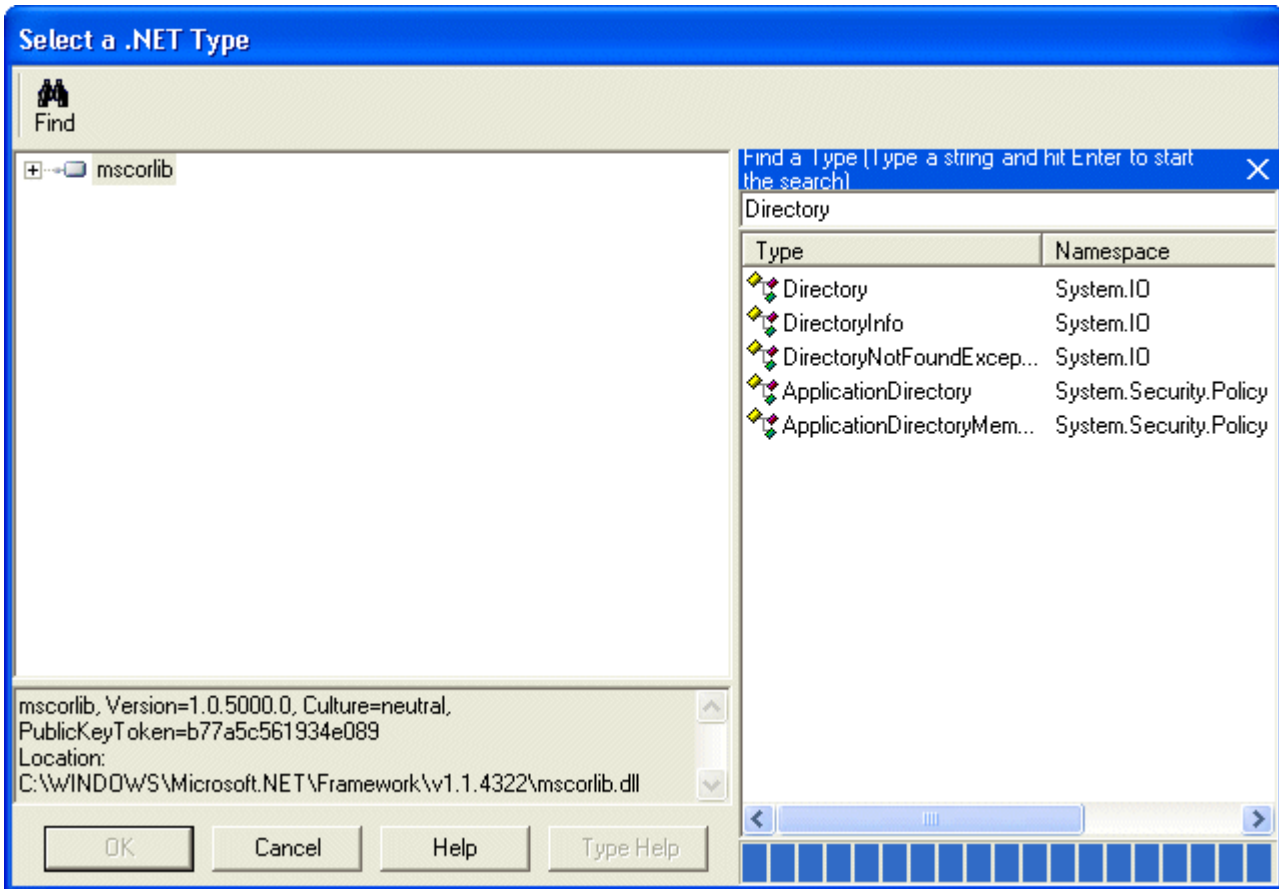 Select a .NET Type
Find
mscorlib
Find a Type (Type a string and hit Enter to start
the search)
Directory
Type Namespace
Directory System.IO
DirectoryInfo System.IO
DirectoryNotFoundExcep... System.IO
ApplicationDirectory System.Security.Policy
ApplicationDirectoryMem... System.Security.Policy
mscorlib, Version=1.0.5000.0, Culture=neutral,
PublicKeyToken=b77a5c561934e089
Location:
C:\WINDOWS\Microsoft.NET\Framework\v1.1.4322\mscorlib.dll
OK Cancel Help Type Help